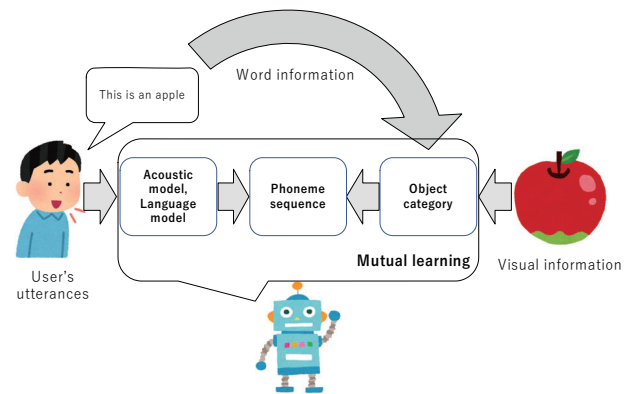 Word information
This is an apple
Acoustic
model,
Language
model
Phoneme
sequence
Object
category
Mutual learning
User's
utterances
Visual information